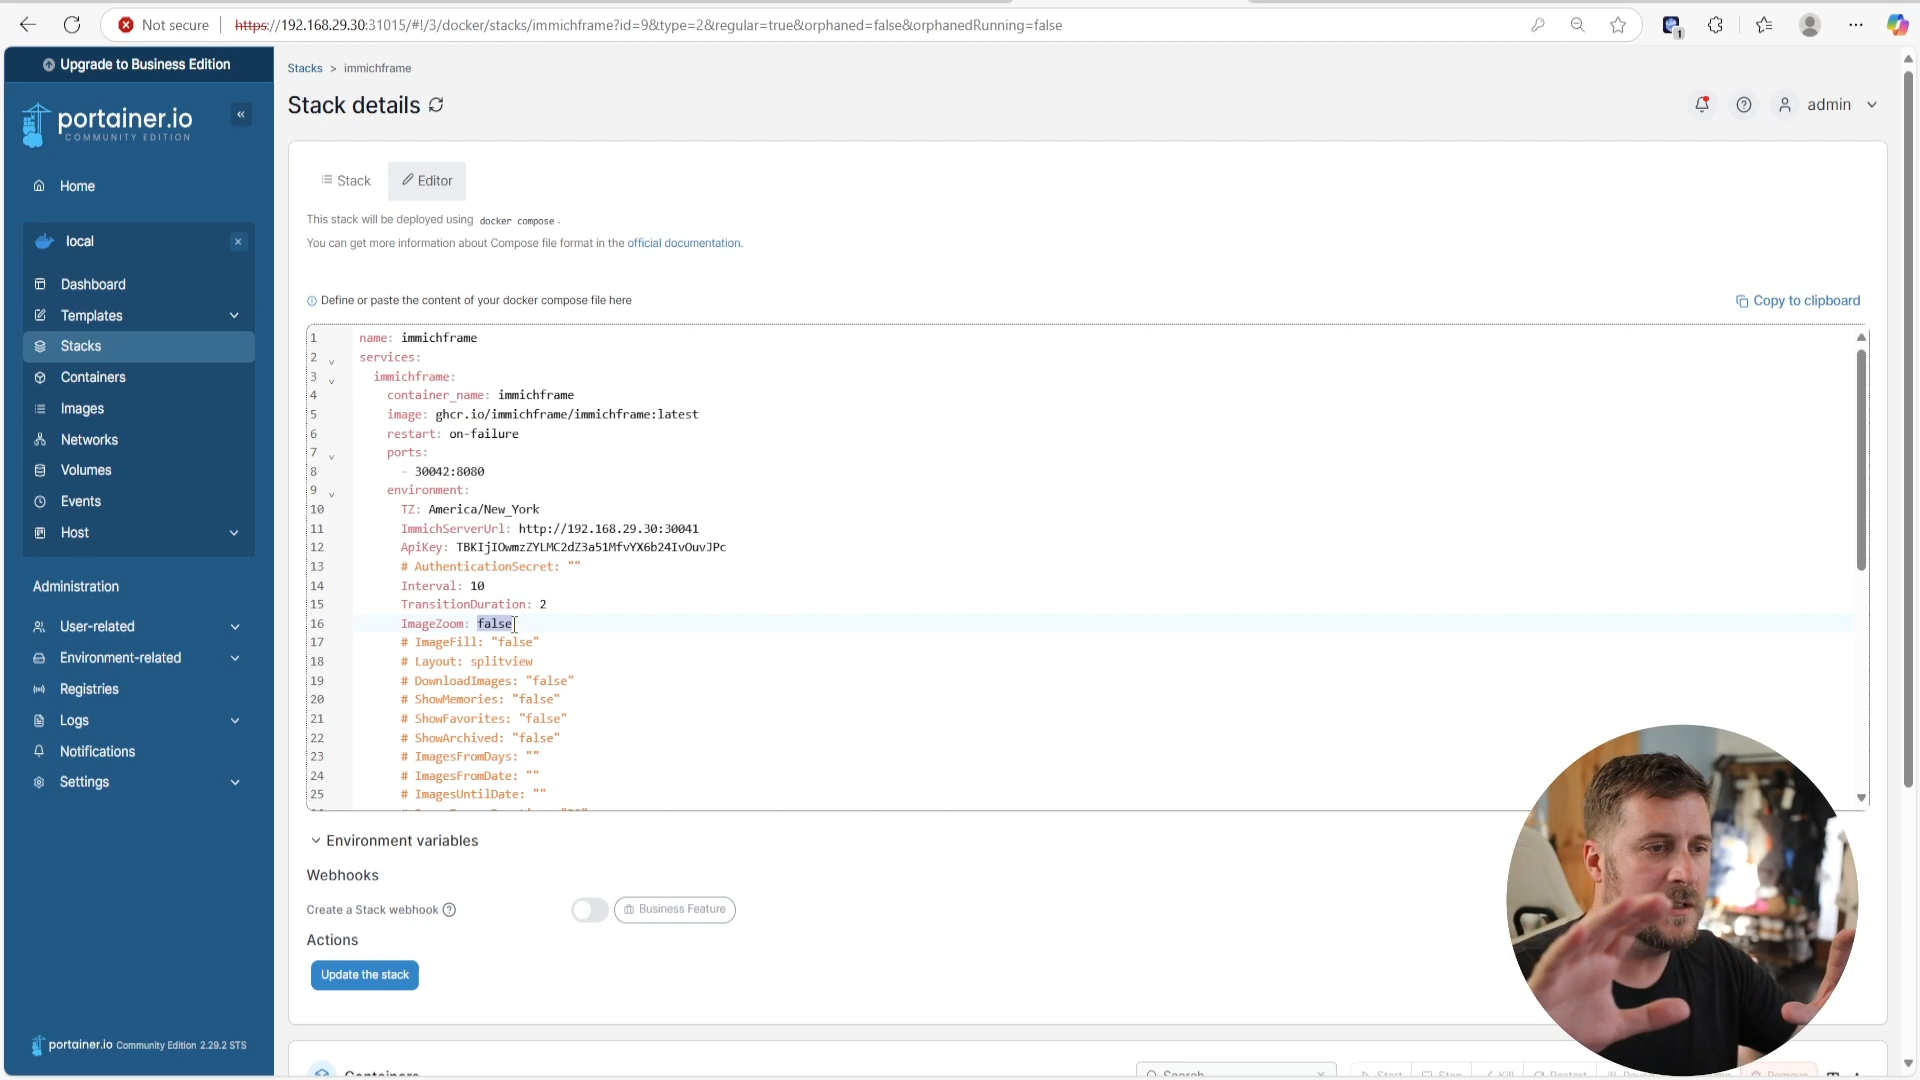 Not secure https://192.168.29.30:31015/#!/3/docker/stacks/immichframe?id=9&type=2&regular=true&orphaned=false&orphanedRunning=false
1
Upgrade to Business Edition
portainer.io
COMMUNITY EDITION
Home
local
Dashboard
Templates
Stacks
Containers
Images
Networks
Volumes
Events
Host
Administration
User-related
Environment-related
Registries
Logs
Notifications
Settings
portainer.io Community Edition 2.29.2 STS
Stacks > immichframe
Stack details
admin
Stack
Editor
This stack will be deployed using docker compose.
You can get more information about Compose file format in the official documentation.
Define or paste the content of your docker compose file here
Copy to clipboard
1 name: immichframe
2 services:
3 immichframe:
4 container_name: immichframe
5 image: ghcr.io/immichframe/immichframe:latest
6 restart: on-failure
7 ports:
8 - 30042:8080
9 environment:
10 TZ: America/New_York
11 ImmichServerUrl: http://192.168.29.30:30041
12 ApiKey: TBKIjIOwmzZYLMC2dZ3a51MfvYX6b24IvOuvJPc
13 # AuthenticationSecret: ""
14 Interval: 10
15 TransitionDuration: 2
16 ImageZoom: false
17 # ImageFill: "false"
18 # Layout: splitview
19 # DownloadImages: "false"
20 # ShowMemories: "false"
21 # ShowFavorites: "false"
22 # ShowArchived: "false"
23 # ImagesFromDays: ""
24 # ImagesFromDate: ""
25 # ImagesUntilDate: ""
Environment variables
Webhooks
Create a Stack webhook
Business Feature
Actions
Update the stack
Containers
Search
Start
Stop
Kill
Restart
Remove